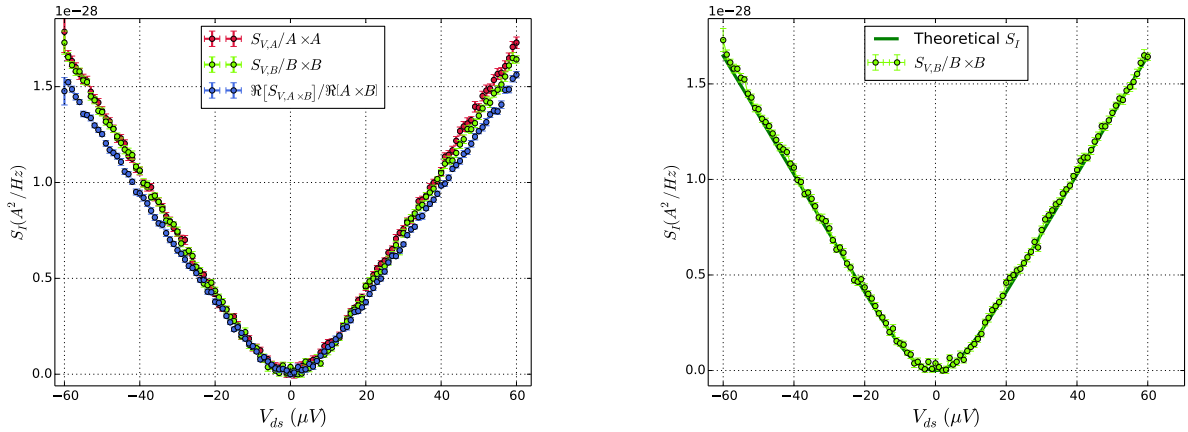 1e−28
S_I(A²/Hz)
1.5
1.0
0.5
0.0
S_{V,A}/A×A
S_{V,B}/B×B
ℜ[S_{V,A×B}]/ℜ|A×B|
−60 −40 −20 0 20 40 60
V_{ds} (μV)
1e−28
S_I(A²/Hz)
1.5
1.0
0.5
0.0
Theoretical S_I
S_{V,B}/B×B
−60 −40 −20 0 20 40 60
V_{ds} (μV)